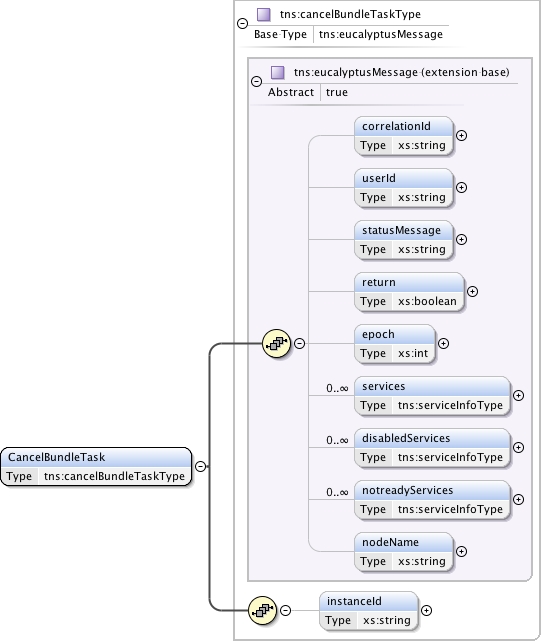 tns:cancelBundleTaskType
Base Type tns:eucalyptusMessage
tns:eucalyptusMessage (extension base)
Abstract true
correlationId
Type xs:string
userId
Type xs:string
statusMessage
Type xs:string
return
Type xs:boolean
epoch
Type xs:int
0..∞ services
Type tns:serviceInfoType
0..∞ disabledServices
Type tns:serviceInfoType
0..∞ notreadyServices
Type tns:serviceInfoType
nodeName
Type xs:string
CancelBundleTask
Type tns:cancelBundleTaskType
instanceId
Type xs:string